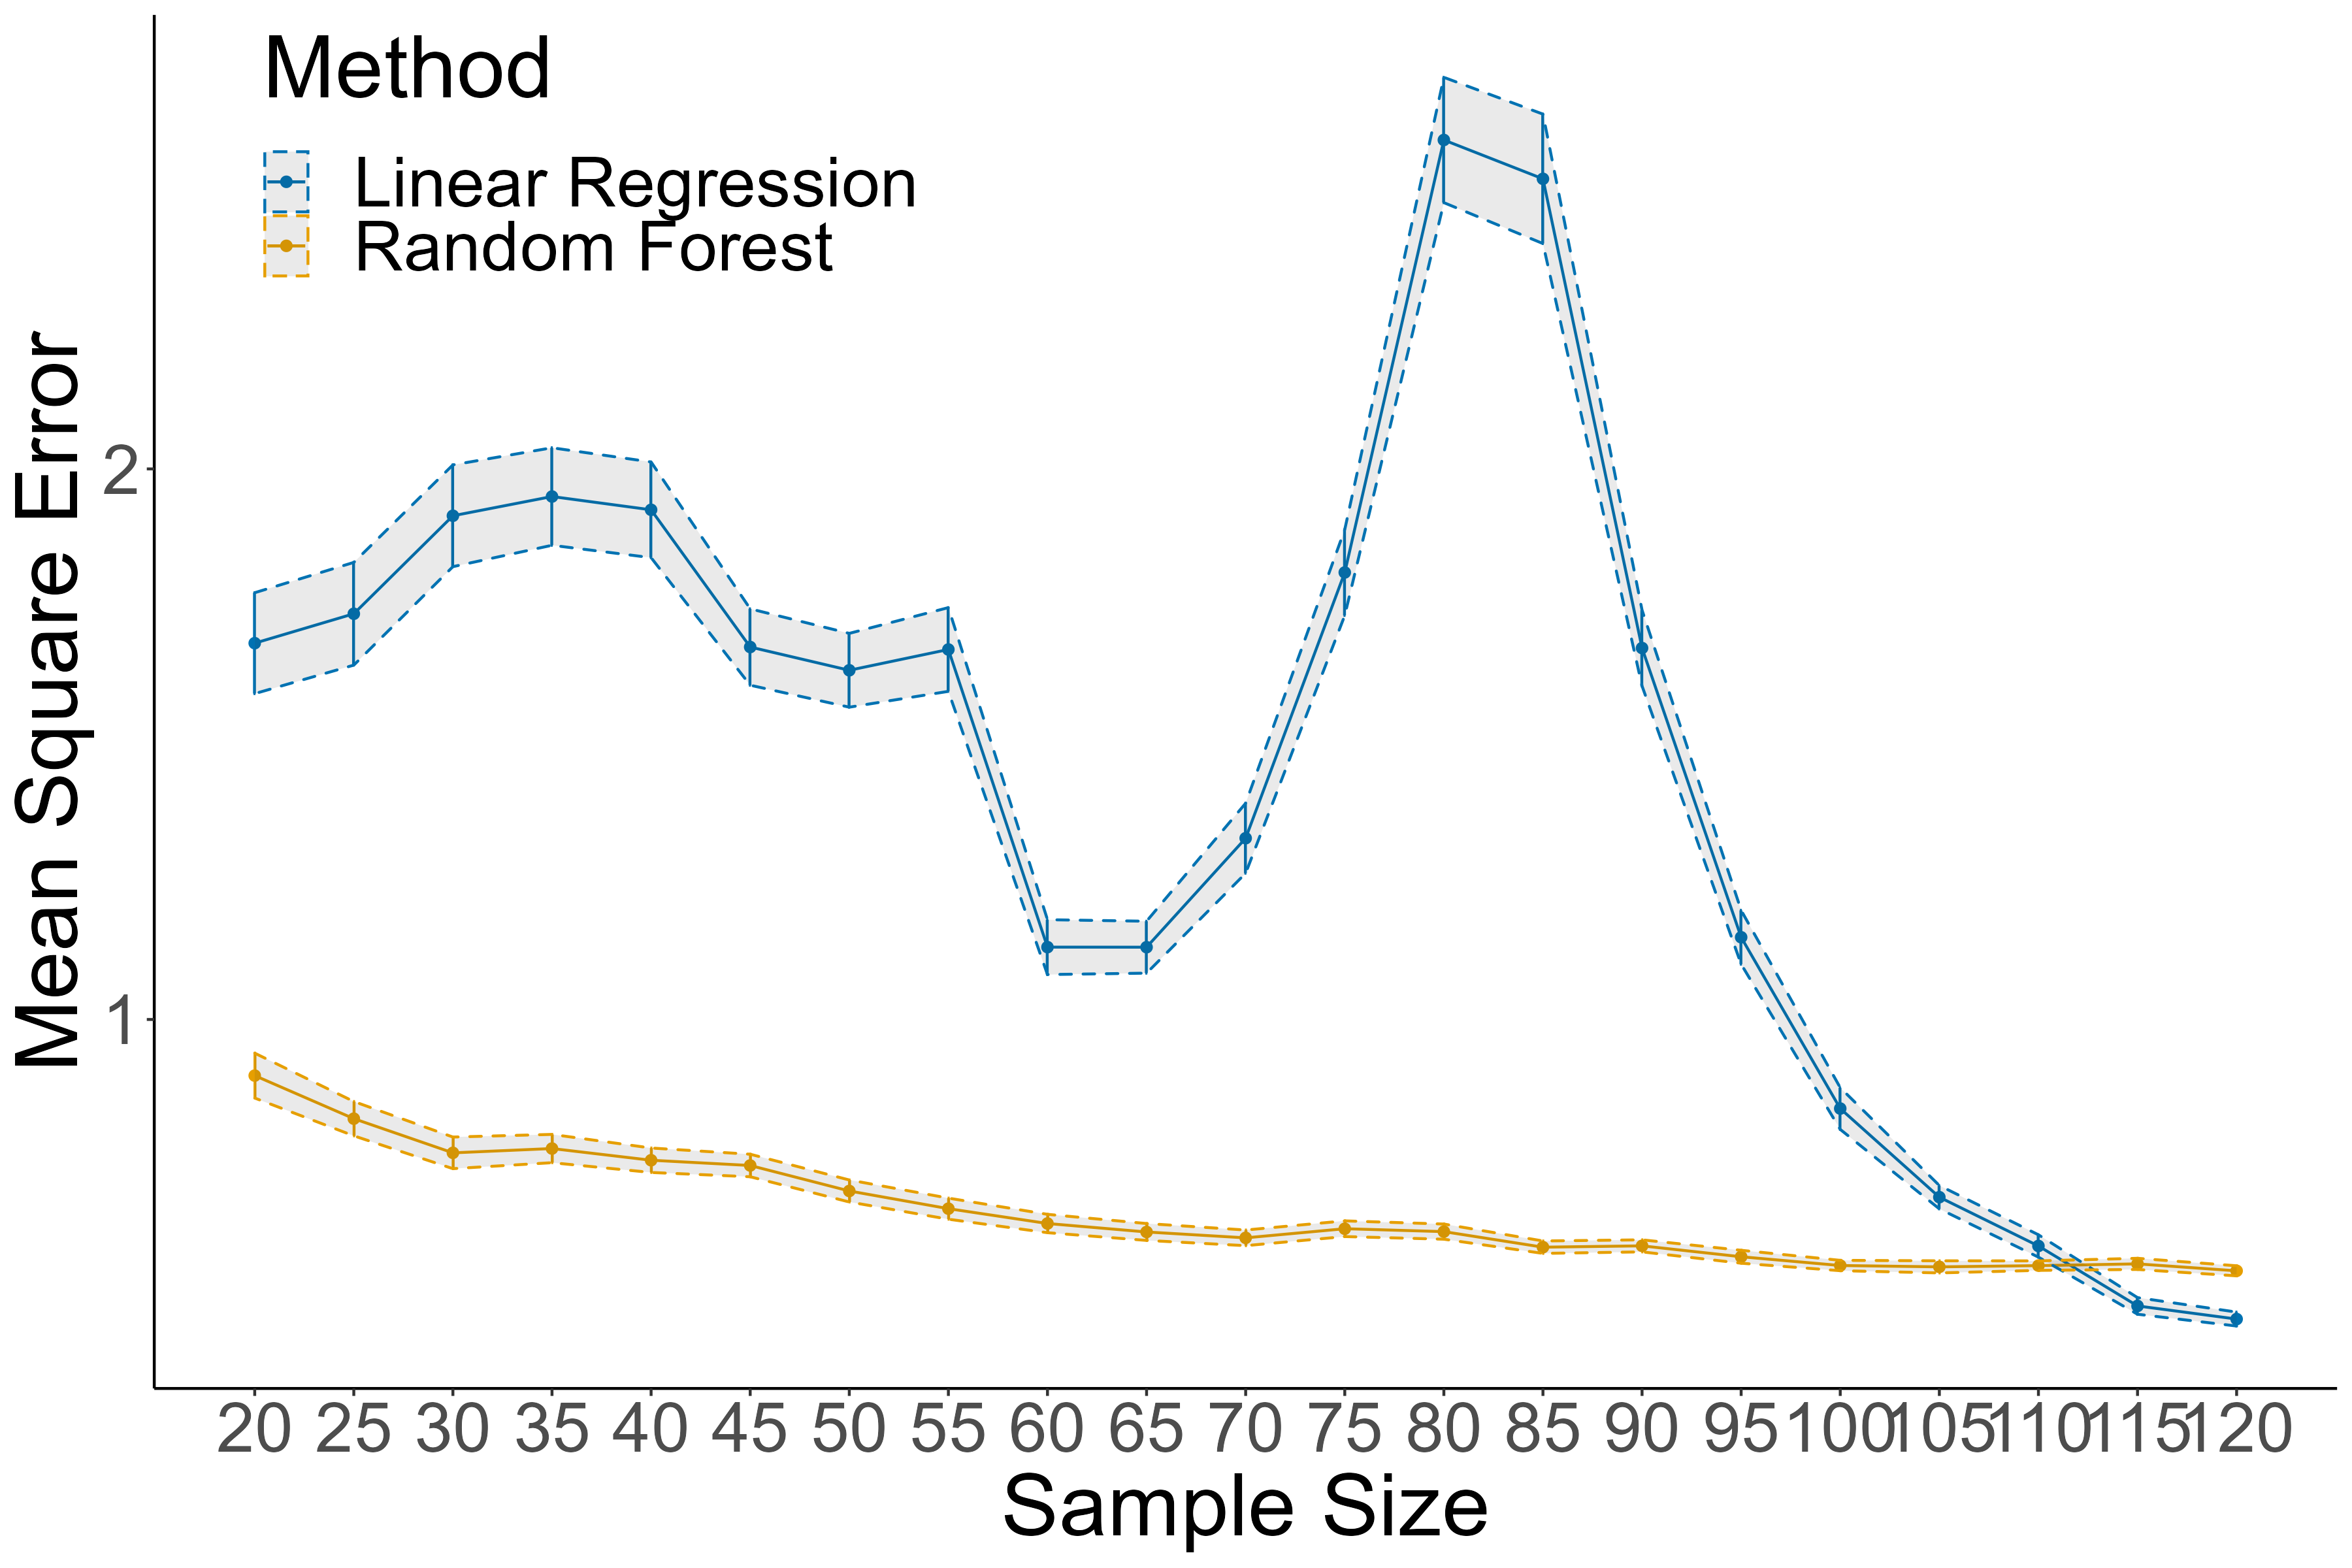 Method
Linear Regression
Random Forest
Mean Square Error
2
1
20 25 30 35 40 45 50 55 60 65 70 75 80 85 90 95 100 105 110 115 120
Sample Size